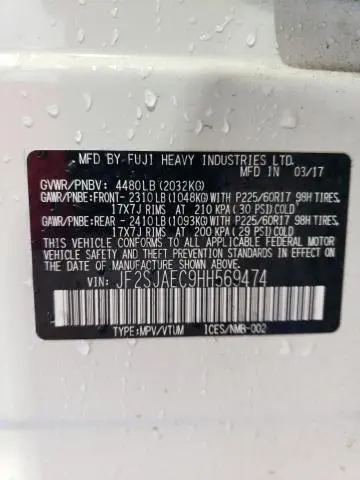 MFD BY FUJI HEAVY INDUSTRIES LTD.
MFD IN 03/17
GVWR/PNBV: 4480LB(2032KG)
GAWR/PNBE:FRONT- 2310LB(1048KG) WITH P225/60R17 98H TIRES,
17X7J RIMS AT 210 KPA(30 PSI)COLD
GAWR/PNBE:REAR - 2410LB(1093KG)WITH P225/60R17 98H TIRES,
17X7J RIMS AT 200 KPA(29 PSI)COLD
THIS VEHICLE CONFORMS TO ALL APPLICABLE FEDERAL MOTOR VEHICLE SAFETY, BUMPER, AND THEFT PREVENTION STANDARDS IN EFFECT ON THE DATE OF MANUFACTURE SHOWN ABOVE.
VIN: JF2SJAEC9HH569474
TYPE:MPV/VTUM ICES/NMB-002